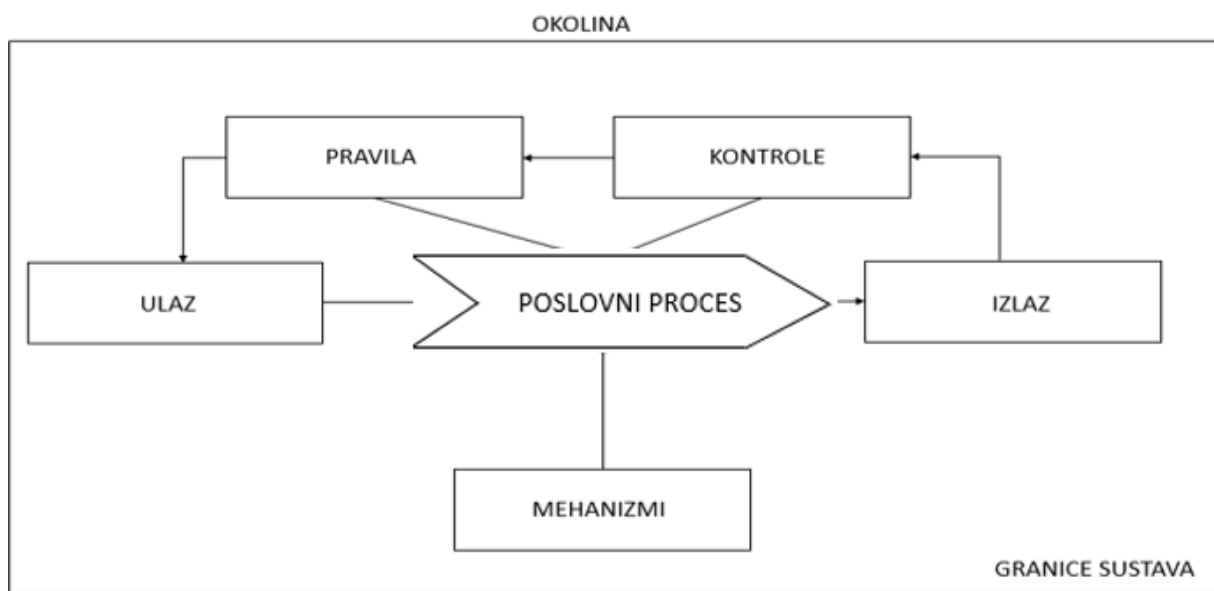 OKOLINA
PRAVILA
KONTROLE
ULAZ
POSLOVNI PROCES
IZLAZ
MEHANIZMI
GRANICE SUSTAVA